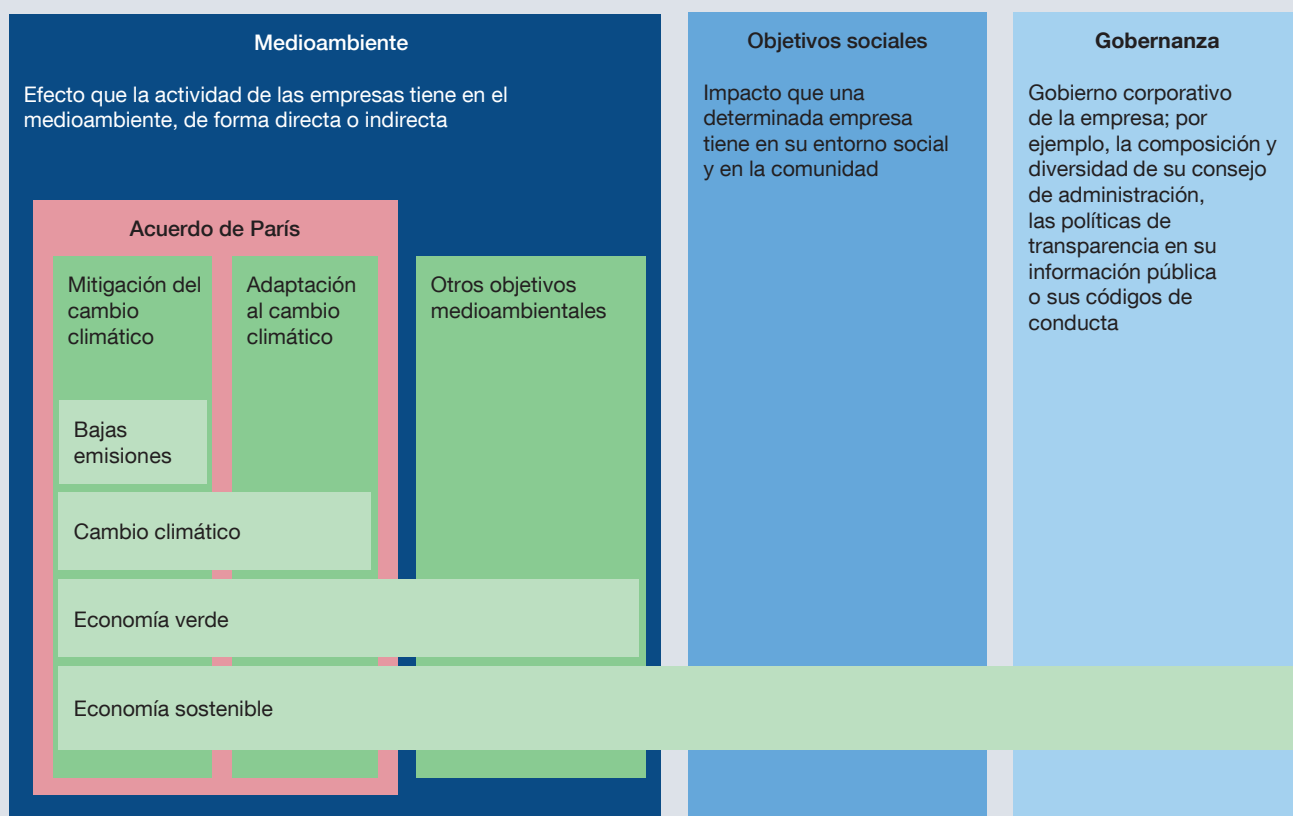 Medioambiente
Efecto que la actividad de las empresas tiene en el
medioambiente, de forma directa o indirecta
Acuerdo de París
Mitigación del
cambio
climático
Adaptación
al cambio
climático
Otros objetivos
medioambientales
Bajas
emisiones
Cambio climático
Economía verde
Economía sostenible
Objetivos sociales
Impacto que una
determinada empresa
tiene en su entorno social
y en la comunidad
Gobernanza
Gobierno corporativo
de la empresa; por
ejemplo, la composición y
diversidad de su consejo
de administración,
las políticas de
transparencia en su
información pública
o sus códigos de
conducta